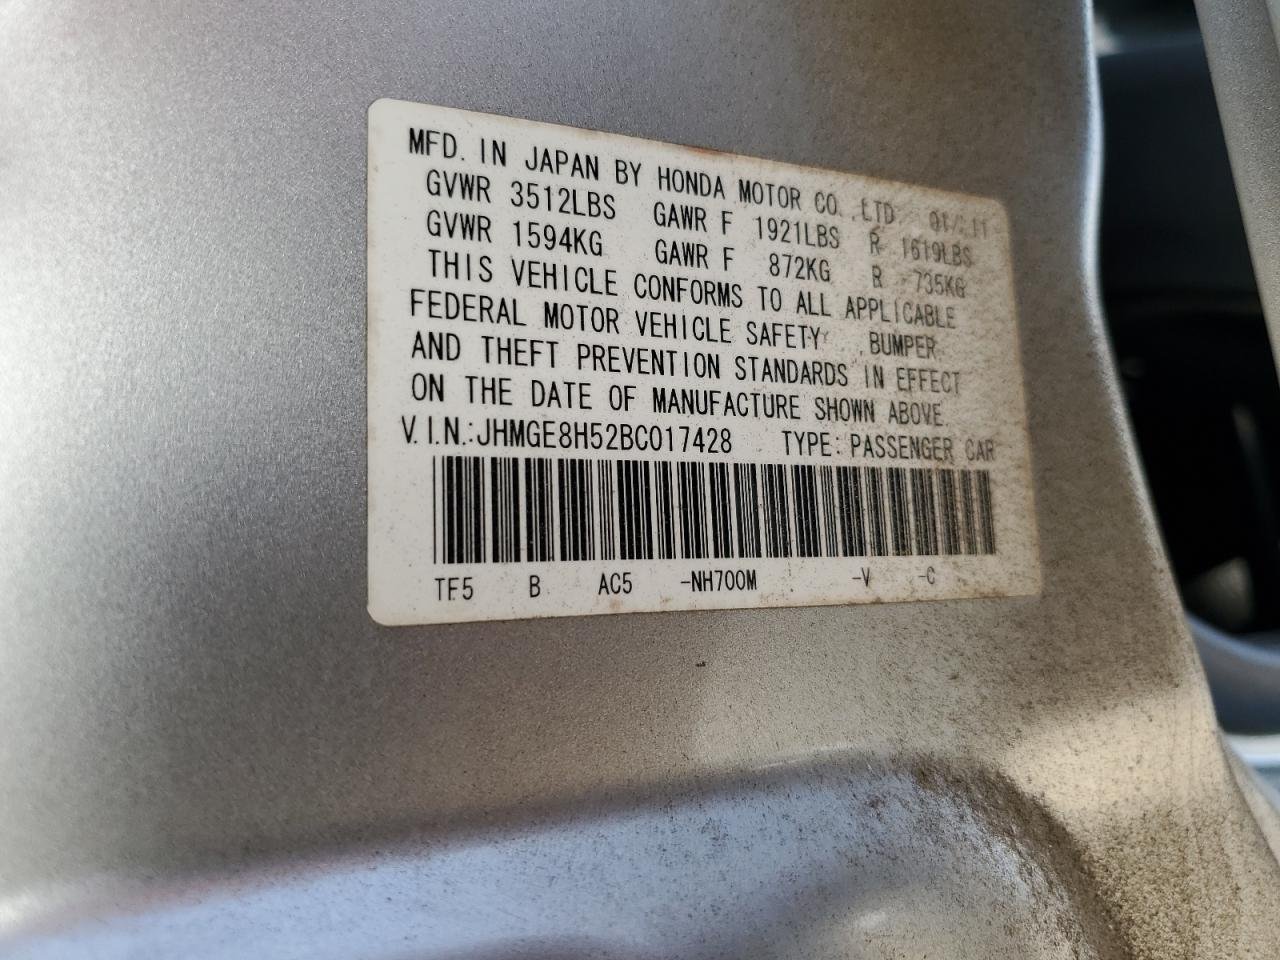 MFD. IN JAPAN BY HONDA MOTOR CO. ,LTD.
GVWR 3512LBS GAWR F 1921LBS R 1619LBS
GVWR 1594KG GAWR F 872KG R 735KG
THIS VEHICLE CONFORMS TO ALL APPLICABLE
FEDERAL MOTOR VEHICLE SAFETY, BUMPER,
AND THEFT PREVENTION STANDARDS IN EFFECT
ON THE DATE OF MANUFACTURE SHOWN ABOVE.
V.I.N.:JHMGE8H52BC017428 TYPE: PASSENGER CAR
TF5 B AC5 -NH700M -V -C